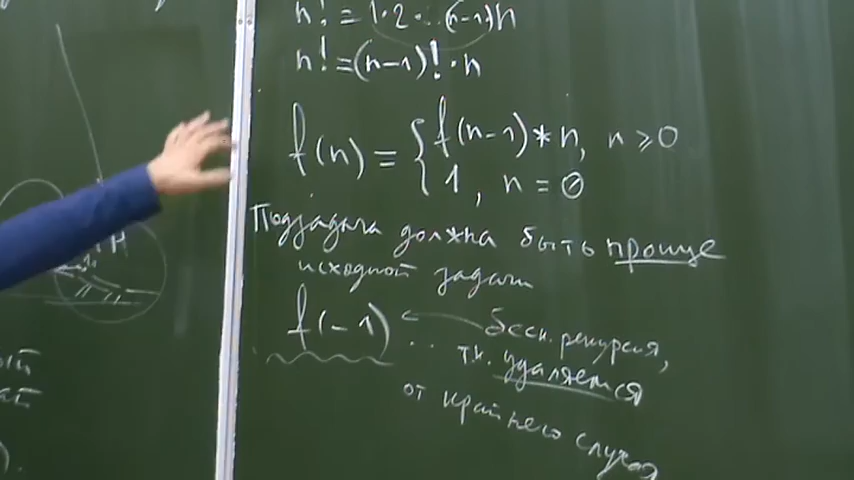 n! = 1·2·...(n-1)n
n! = (n-1)!·n
f(n) = { f(n-1)*n, n ≥ 0
1, n = 0
Подзадача должна быть проще
исходной задачи
f(-1) ...
беск. рекурсия,
т.к. удаляется
от крайнего случая